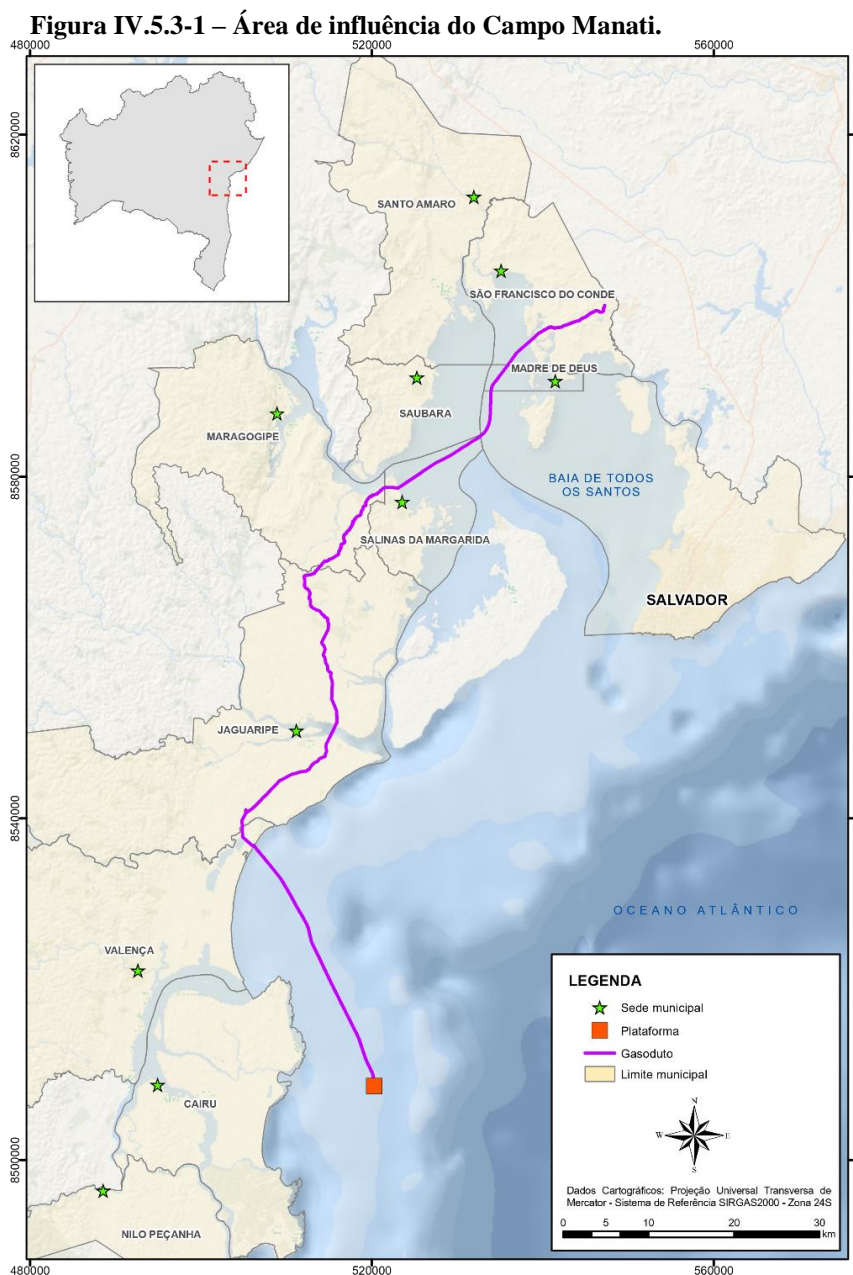 Figura IV.5.3-1 – Área de influência do Campo Manati.
480000
520000
560000
8620000
SANTO AMARO
SÃO FRANCISCO DO CONDE
MADRE DE DEUS
SAUBARA
MARAGOGIPE
8580000
8580000
BAIA DE TODOS
OS SANTOS
SALINAS DA MARGARIDA
SALVADOR
JAGUARIPE
8540000
8540000
OCEANO ATLÂNTICO
VALENÇA
CAIRU
8500000
NILO PEÇANHA
LEGENDA
Sede municipal
Plataforma
Gasoduto
Limite municipal
N
W
E
S
Dados Cartográficos: Projeção Universal Transversa de
Mercator - Sistema de Referência SIRGAS2000 - Zona 24S
0 5 10 20 30
km
480000
520000
560000